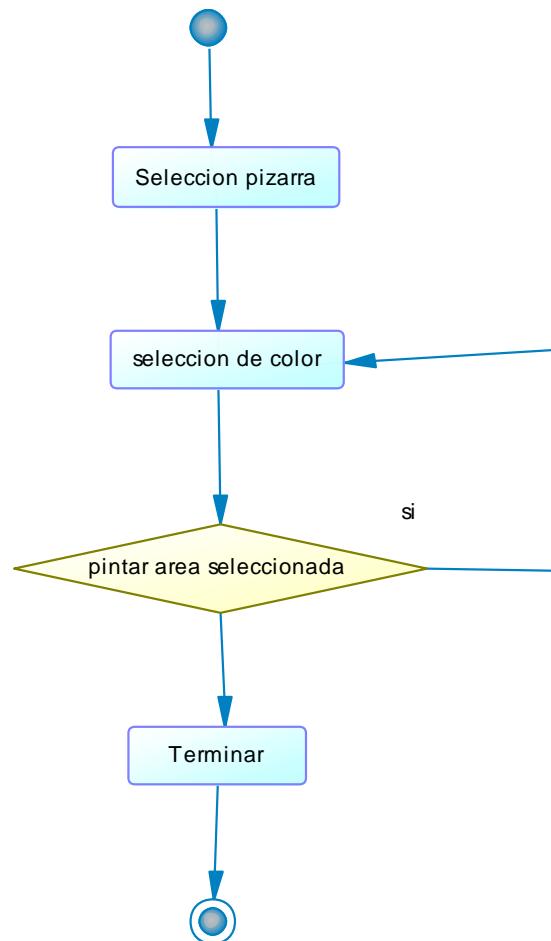 Seleccion pizarra
seleccion de color
si
pintar area seleccionada
Terminar